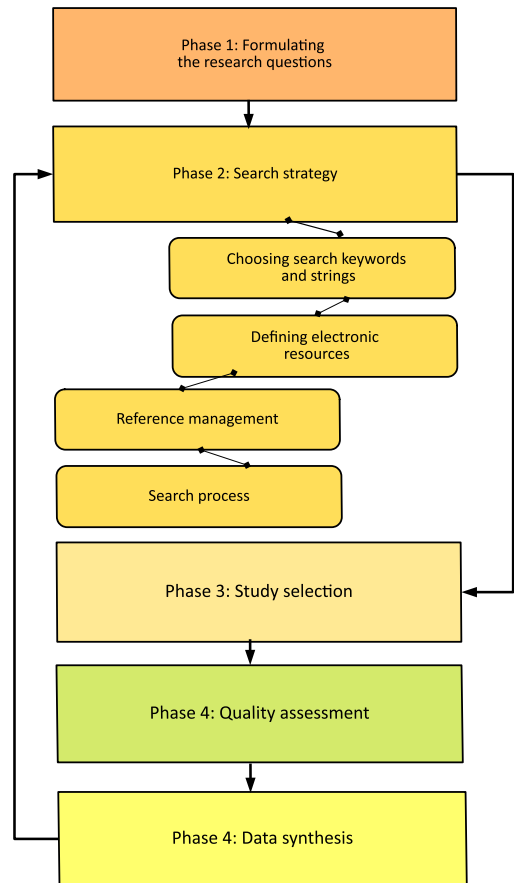 Phase 1: Formulating
the research questions
Phase 2: Search strategy
Choosing search keywords
and strings
Defining electronic
resources
Reference management
Search process
Phase 3: Study selection
Phase 4: Quality assessment
Phase 4: Data synthesis